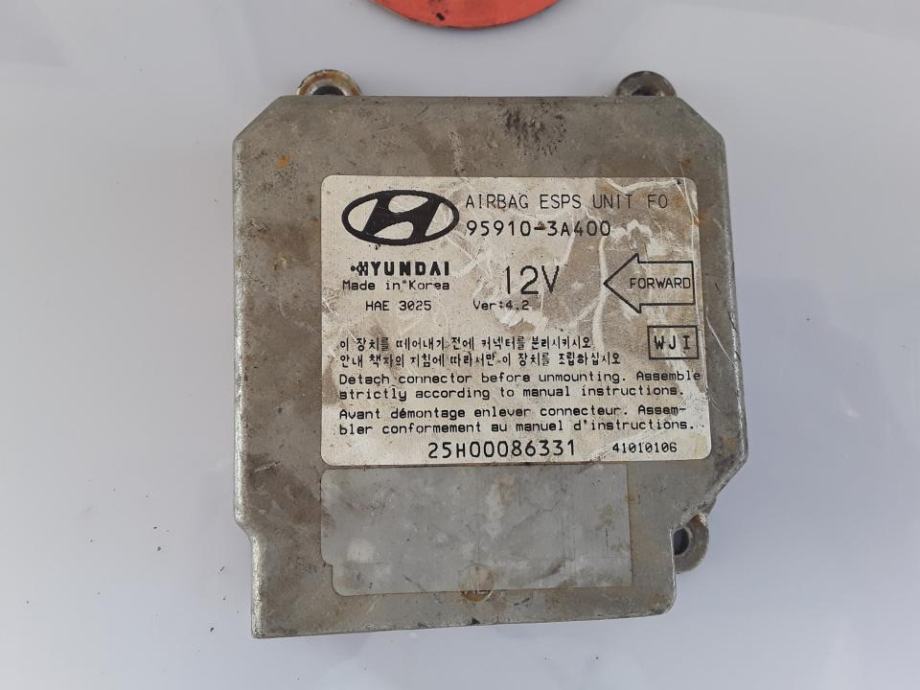 AIRBAG ESPS UNIT FO
95910-3A400
HYUNDAI
Made in Korea
12V
FORWARD
HAE 3025
Ver:4.2
WJI
이 장치를 떼어내기 전에 커넥터를 분리시키시오
안내 책자의 지침에 따라서만 이 장치를 조립하십시오
Detach connector before unmounting. Assemble
strictly according to manual instructions.
Avant démontage enlever connecteur. Assem-
bler conformement au manuel d'instructions.
25H00086331
41010106